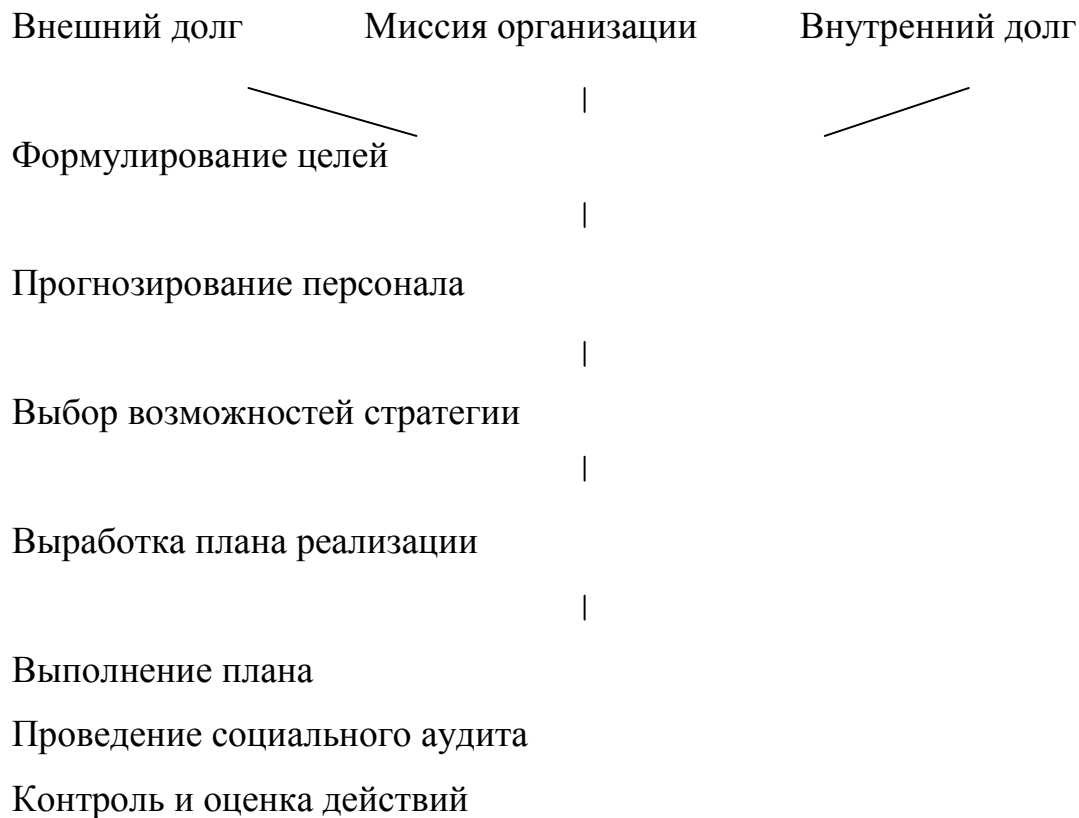 Внешний долг Миссия организации Внутренний долг
Формулирование целей
Прогнозирование персонала
Выбор возможностей стратегии
Выработка плана реализации
Выполнение плана
Проведение социального аудита
Контроль и оценка действий